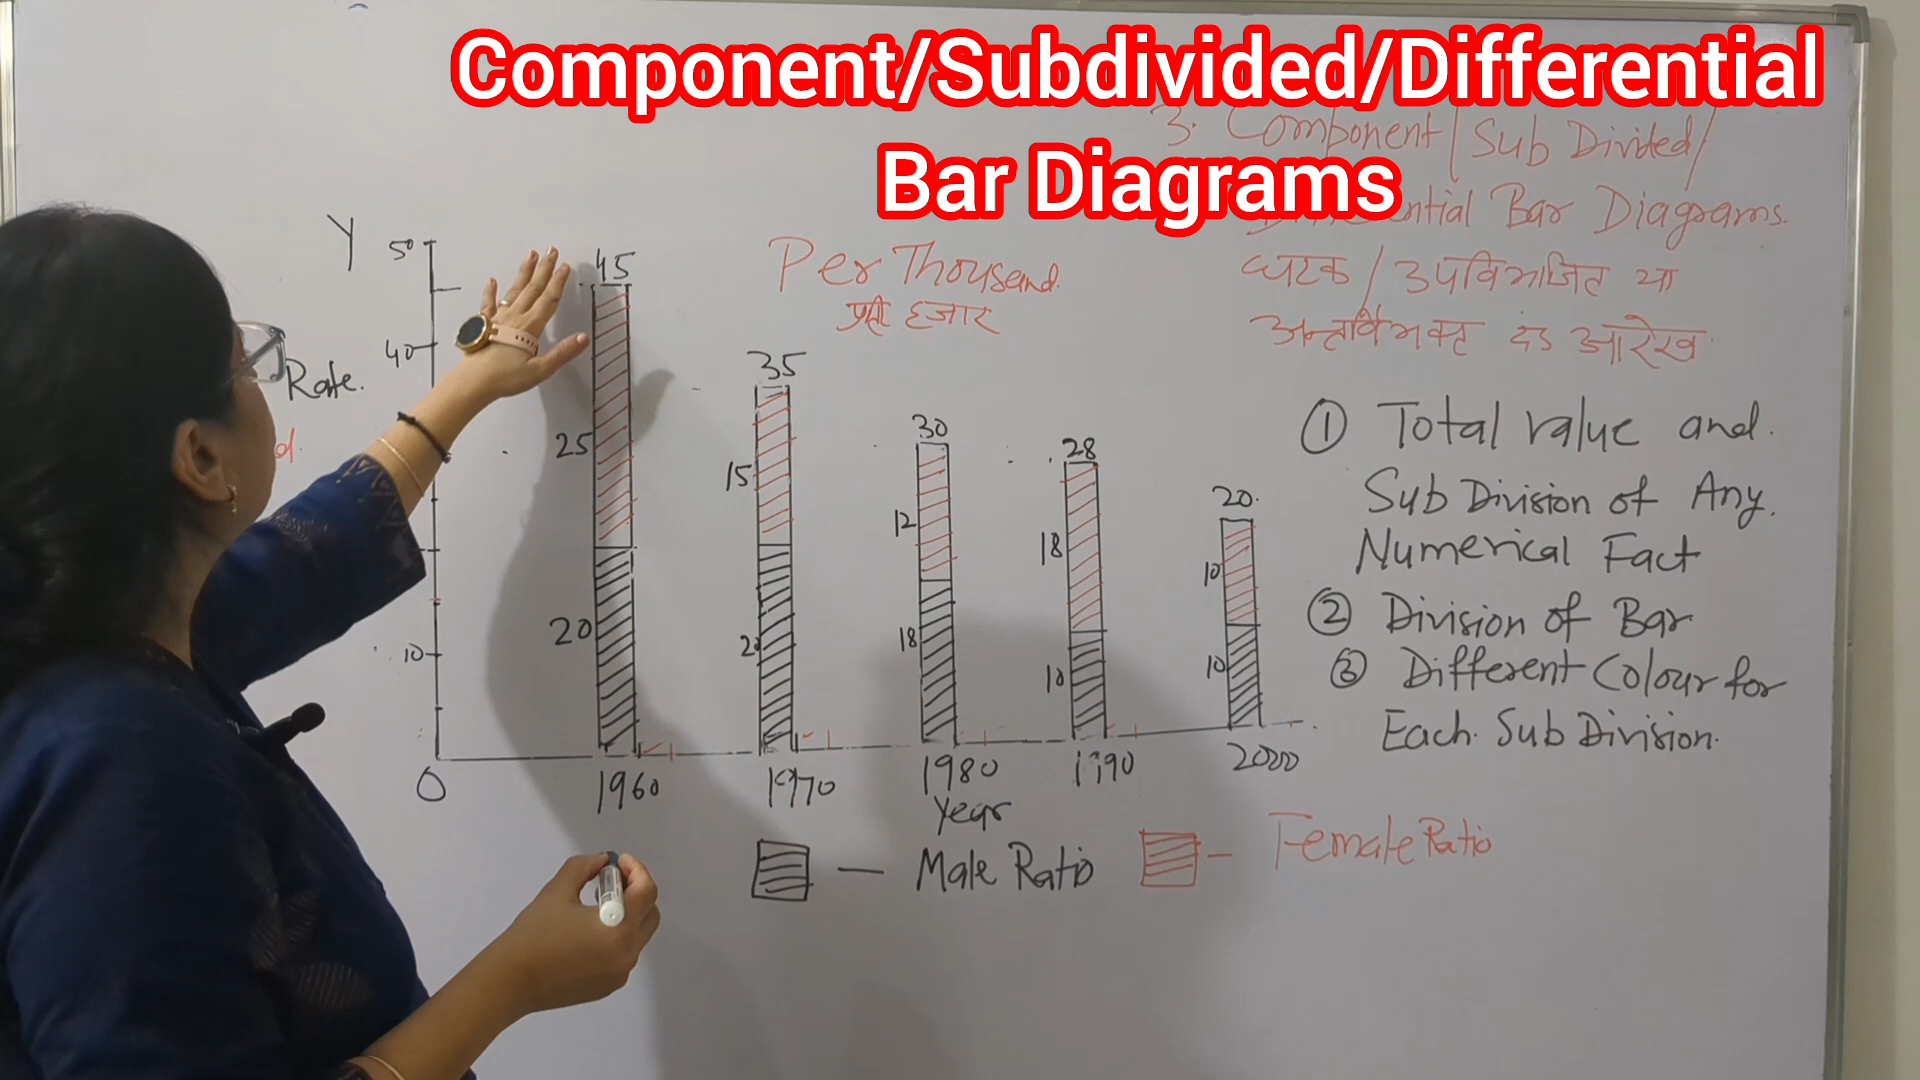 Component/Subdivided/Differential
Bar Diagrams
3. Component/Sub Divided/
Bar Diagrams.
घटक/उपविभाजित या
अन्तर्विभक्त दंड आरेख
Per Thousand
प्रती हजार
Y
50
40
10
0
Rate.
45
25
20
35
15
20
30
12
18
28
18
10
20.
10
10
1960
1970
1980
1990
2000
Year
Male Ratio
Female Ratio
① Total value and.
Sub Division of Any.
Numerical Fact
② Division of Bar
③ Different Colour for
Each. Sub Division.